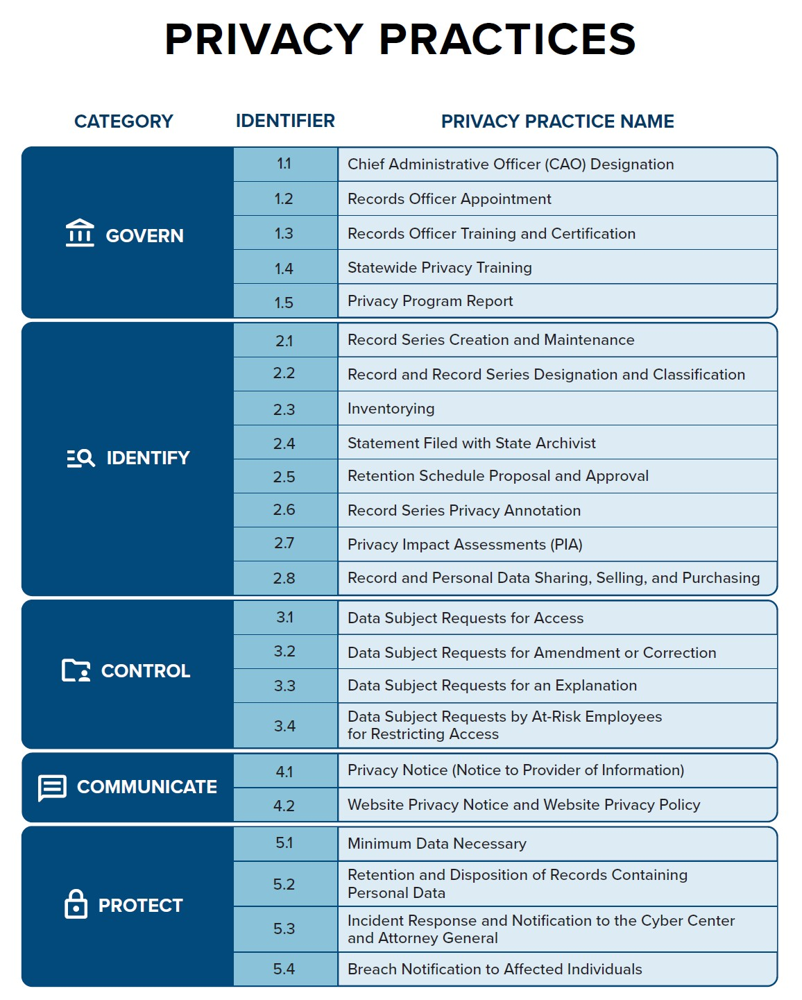 PRIVACY PRACTICES
CATEGORY IDENTIFIER PRIVACY PRACTICE NAME
GOVERN
1.1 Chief Administrative Officer (CAO) Designation
1.2 Records Officer Appointment
1.3 Records Officer Training and Certification
1.4 Statewide Privacy Training
1.5 Privacy Program Report
IDENTIFY
2.1 Record Series Creation and Maintenance
2.2 Record and Record Series Designation and Classification
2.3 Inventorying
2.4 Statement Filed with State Archivist
2.5 Retention Schedule Proposal and Approval
2.6 Record Series Privacy Annotation
2.7 Privacy Impact Assessments (PIA)
2.8 Record and Personal Data Sharing, Selling, and Purchasing
CONTROL
3.1 Data Subject Requests for Access
3.2 Data Subject Requests for Amendment or Correction
3.3 Data Subject Requests for an Explanation
3.4 Data Subject Requests by At-Risk Employees
for Restricting Access
COMMUNICATE
4.1 Privacy Notice (Notice to Provider of Information)
4.2 Website Privacy Notice and Website Privacy Policy
PROTECT
5.1 Minimum Data Necessary
5.2 Retention and Disposition of Records Containing
Personal Data
5.3 Incident Response and Notification to the Cyber Center
and Attorney General
5.4 Breach Notification to Affected Individuals